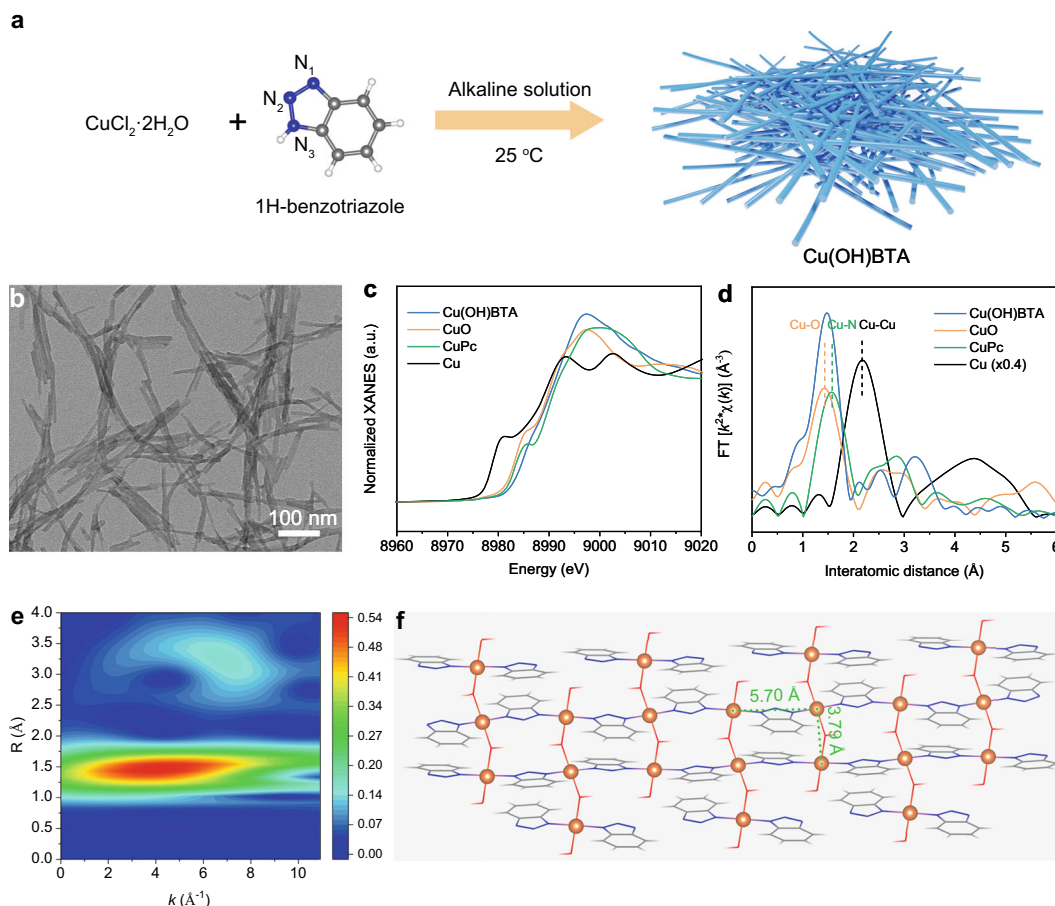 a
CuCl2·2H2O
+
N1
N2
N3
1H-benzotriazole
Alkaline solution
25 °C
Cu(OH)BTA
b
100 nm
c
Cu(OH)BTA
CuO
CuPc
Cu
Normalized XANES (a.u.)
8960 8970 8980 8990 9000 9010 9020
Energy (eV)
d
Cu-O Cu-N Cu-Cu
Cu(OH)BTA
CuO
CuPc
Cu (x0.4)
FT [k2*χ(k)] (Å-3)
0 1 2 3 4 5 6
Interatomic distance (Å)
e
4.0
3.5
3.0
2.5
2.0
1.5
1.0
0.5
0.0
R (Å)
0 2 4 6 8 10
k (Å-1)
0.54
0.48
0.41
0.34
0.27
0.20
0.14
0.07
0.00
f
5.70 Å
3.79 Å